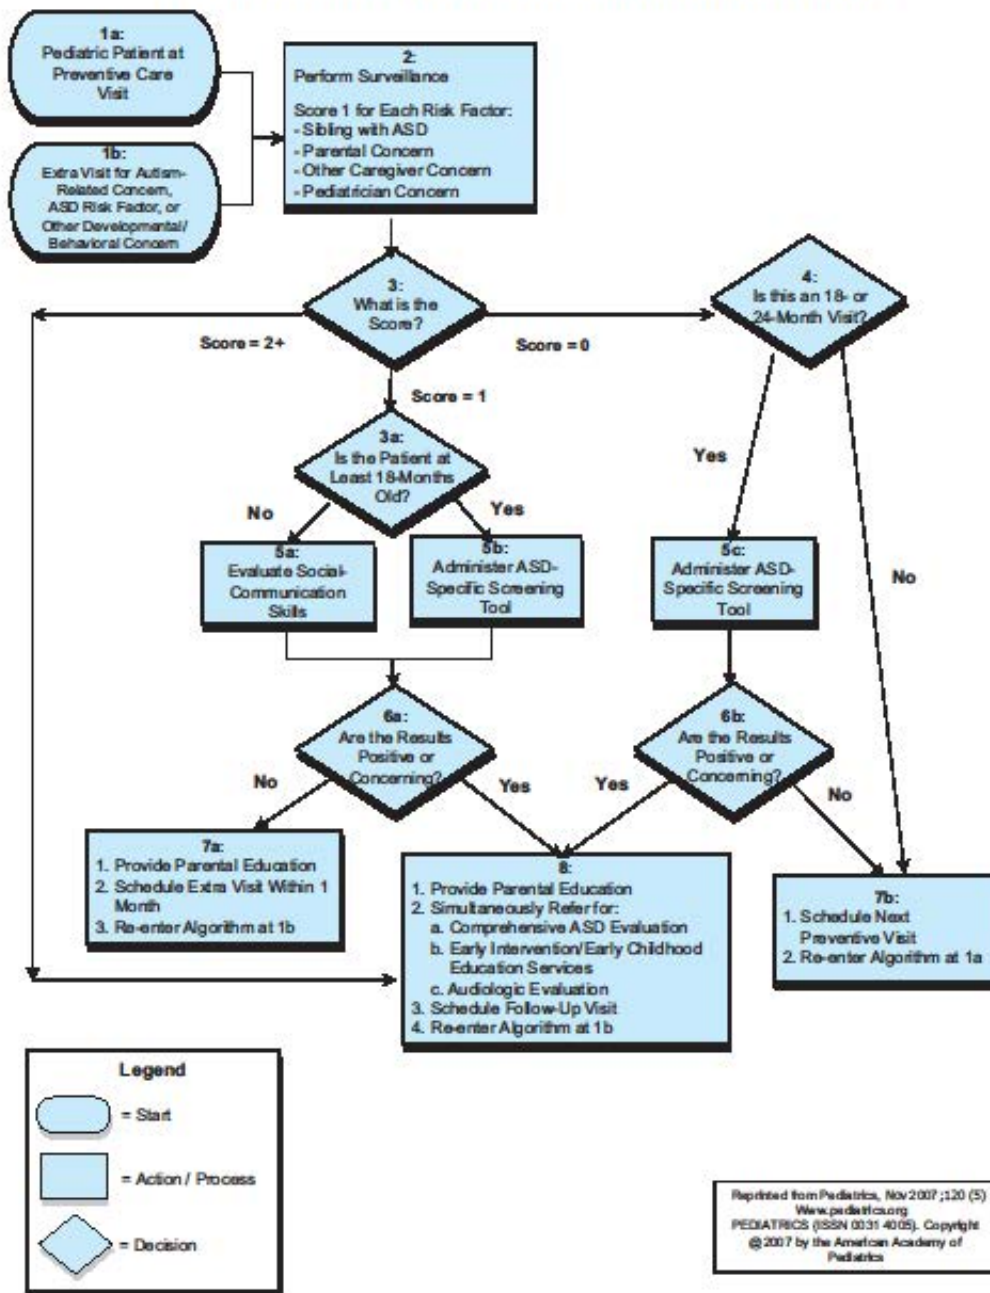 1a:
Pediatric Patient at
Preventive Care
Visit
1b:
Extra Visit for Autism-
Related Concern,
ASD Risk Factor, or
Other Developmental/
Behavioral Concern
2:
Perform Surveillance
Score 1 for Each Risk Factor:
- Sibling with ASD
- Parental Concern
- Other Caregiver Concern
- Pediatrician Concern
3:
What is the
Score?
4:
Is this an 18- or
24-Month Visit?
Score = 2+
Score = 0
Score = 1
3a:
Is the Patient at
Least 18-Months
Old?
Yes
No
Yes
5a:
Evaluate Social-
Communication
Skills
5b:
Administer ASD-
Specific Screening
Tool
5c:
Administer ASD-
Specific Screening
Tool
No
6a:
Are the Results
Positive or
Concerning?
6b:
Are the Results
Positive or
Concerning?
No
Yes
Yes
No
7a:
1. Provide Parental Education
2. Schedule Extra Visit Within 1
Month
3. Re-enter Algorithm at 1b
8:
1. Provide Parental Education
2. Simultaneously Refer for:
a. Comprehensive ASD Evaluation
b. Early Intervention/Early Childhood
Education Services
c. Audiologic Evaluation
3. Schedule Follow-Up Visit
4. Re-enter Algorithm at 1b
7b:
1. Schedule Next
Preventive Visit
2. Re-enter Algorithm at 1a
Legend
= Start
= Action / Process
= Decision
Reprinted from Pediatrics, Nov 2007;120 (5)
Www.pediatrics.org
PEDIATRICS (ISSN 0031 4005). Copyright
@2007 by the American Academy of
Pediatrics